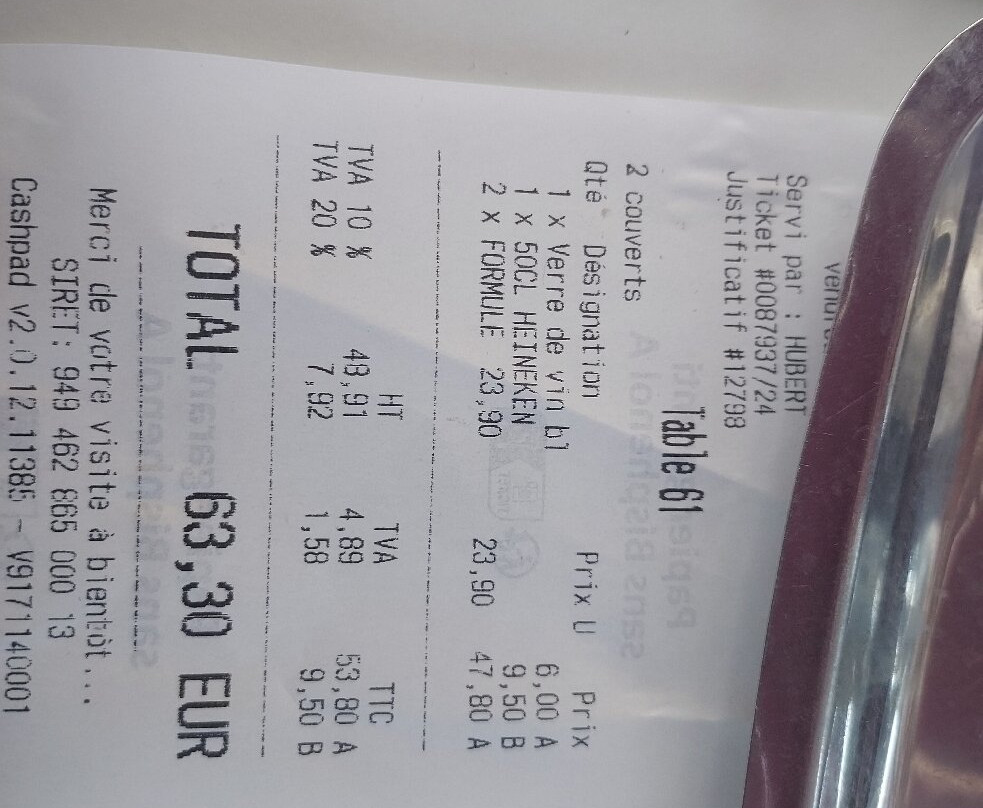 Servi par : HUBERT
Ticket #0087937/24
Justificatif #12798
Table 61
2 couverts
Qté Désignation Prix U Prix
1 x Verre de vin bl 6,00 A
1 x 50CL HEINEKEN 9,50 B
2 x FORMULE 23,90 23,90 47,80 A
HT TVA TTC
TVA 10 % 48,91 4,89 53,80 A
TVA 20 % 7,92 1,58 9,50 B
TOTAL 63,30 EUR
Merci de votre visite à bientôt...
SIRET: 949 462 865 000 13
Cashpad v2.0.12.11385 - V9171140001